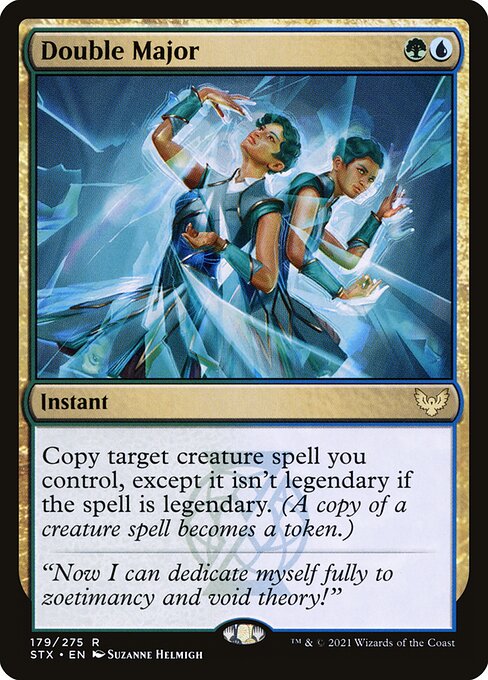 Double Major
Instant
Copy target creature spell you
control, except it isn't legendary if
the spell is legendary. (A copy of a
creature spell becomes a token.)
“Now I can dedicate myself fully to
zoetimancy and void theory!”
179/275 R
STX • EN Suzanne Helmigh
™ & © 2021 Wizards of the Coast